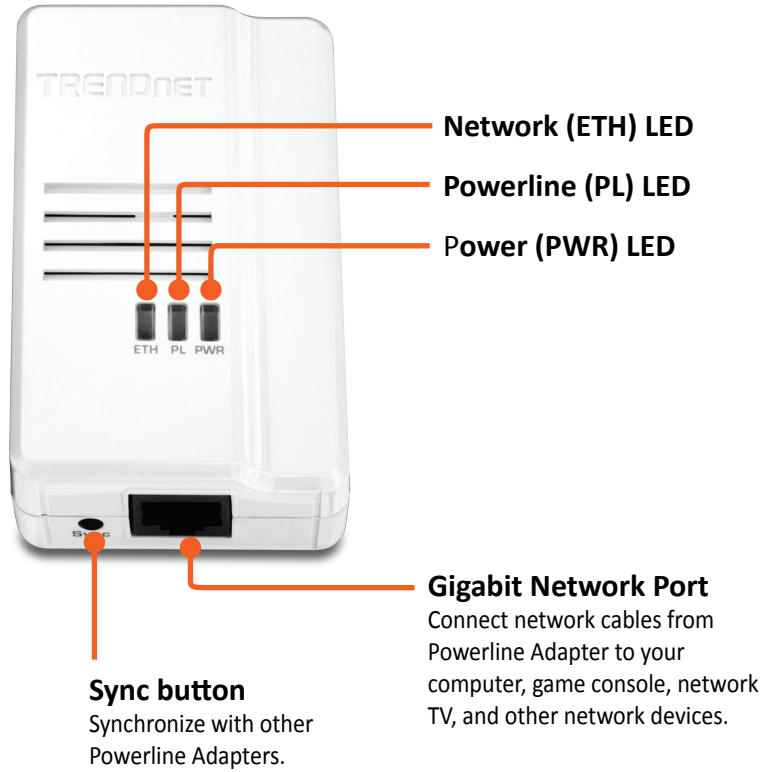 TRENDNET
Network (ETH) LED
Powerline (PL) LED
Power (PWR) LED
ETH PL PWR
Sync
Gigabit Network Port
Connect network cables from
Powerline Adapter to your
computer, game console, network
TV, and other network devices.
Sync button
Synchronize with other
Powerline Adapters.